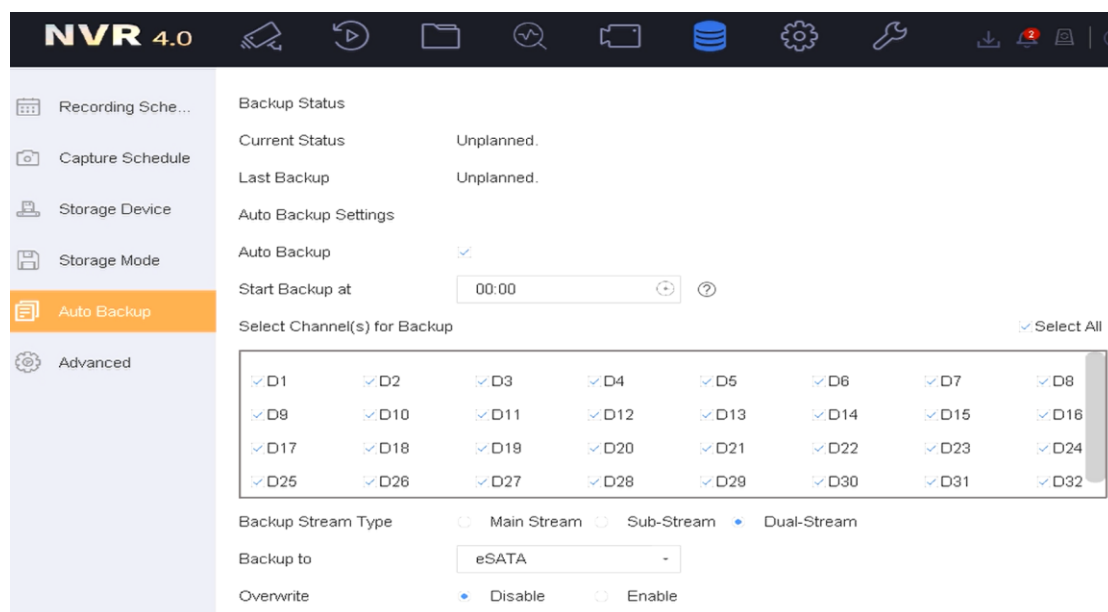 NVR 4.0
2
Recording Sche...
Capture Schedule
Storage Device
Storage Mode
Auto Backup
Advanced
Backup Status
Current Status Unplanned.
Last Backup Unplanned.
Auto Backup Settings
Auto Backup
Start Backup at 00:00 ?
Select Channel(s) for Backup Select All
D1 D2 D3 D4 D5 D6 D7 D8
D9 D10 D11 D12 D13 D14 D15 D16
D17 D18 D19 D20 D21 D22 D23 D24
D25 D26 D27 D28 D29 D30 D31 D32
Backup Stream Type Main Stream Sub-Stream Dual-Stream
Backup to eSATA
Overwrite Disable Enable